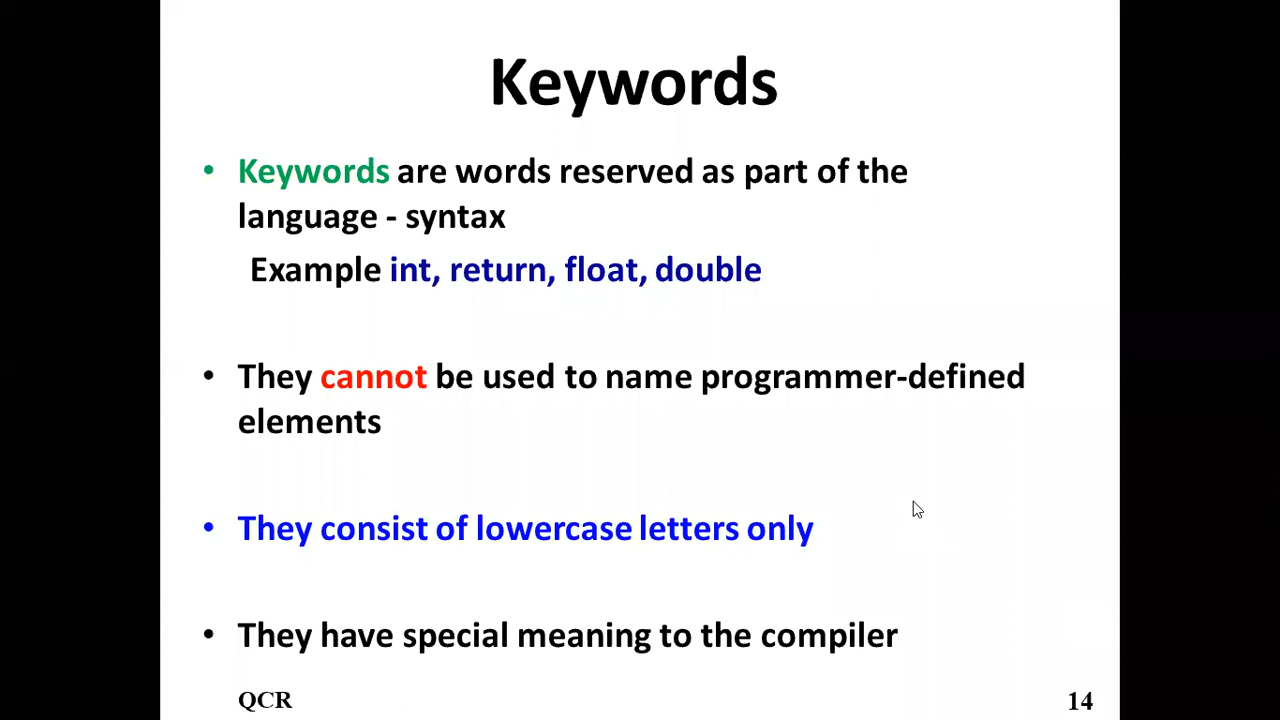 Keywords
• Keywords are words reserved as part of the
language - syntax
Example int, return, float, double
• They cannot be used to name programmer-defined
elements
• They consist of lowercase letters only
• They have special meaning to the compiler
QCR 14